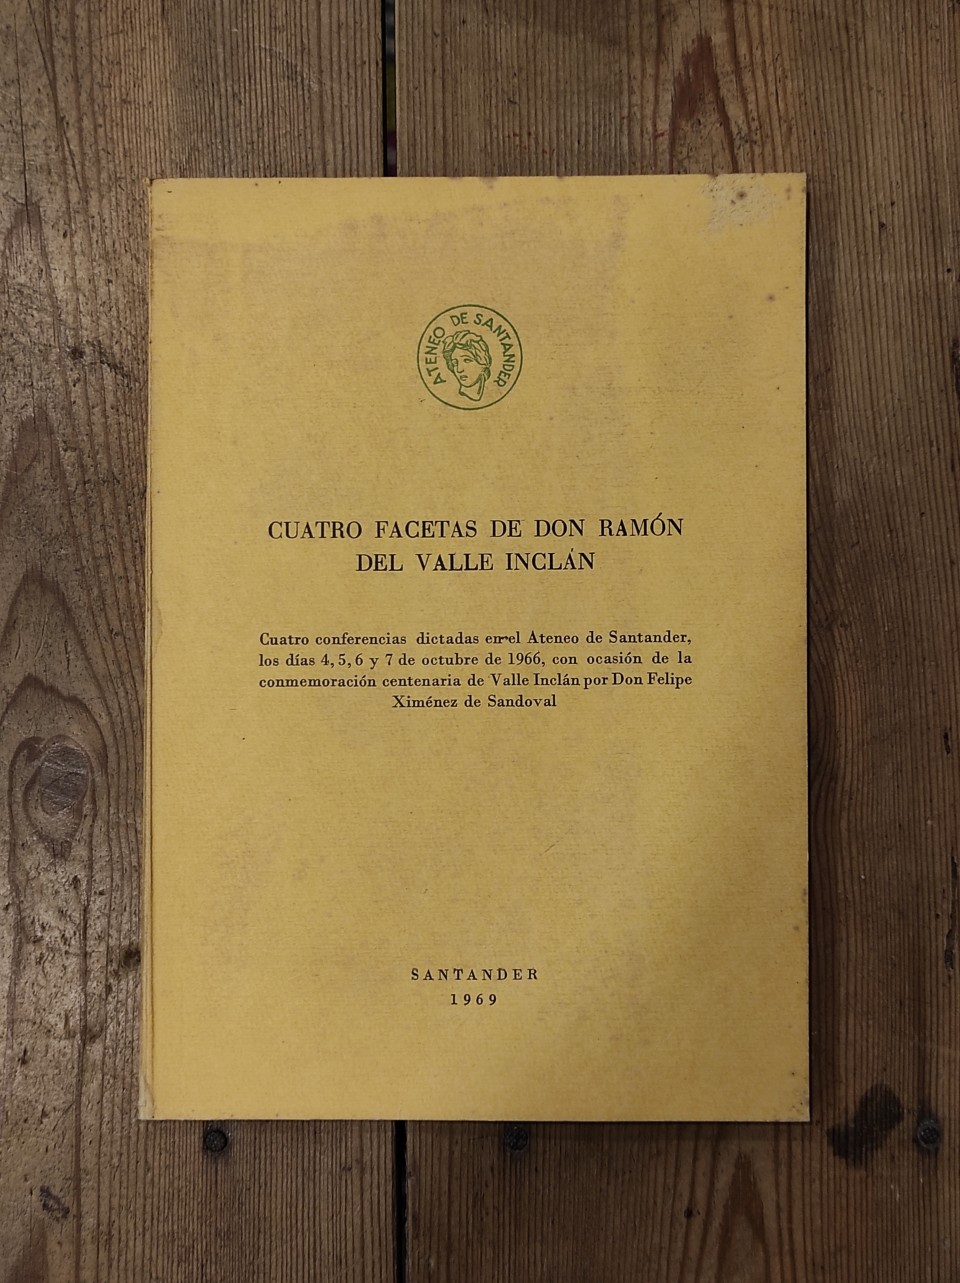 ATENEO DE SANTANDER
CUATRO FACETAS DE DON RAMÓN
DEL VALLE INCLÁN
Cuatro conferencias dictadas en el Ateneo de Santander,
los días 4, 5, 6 y 7 de octubre de 1966, con ocasión de la
conmemoración centenaria de Valle Inclán por Don Felipe
Ximénez de Sandoval
SANTANDER
1969